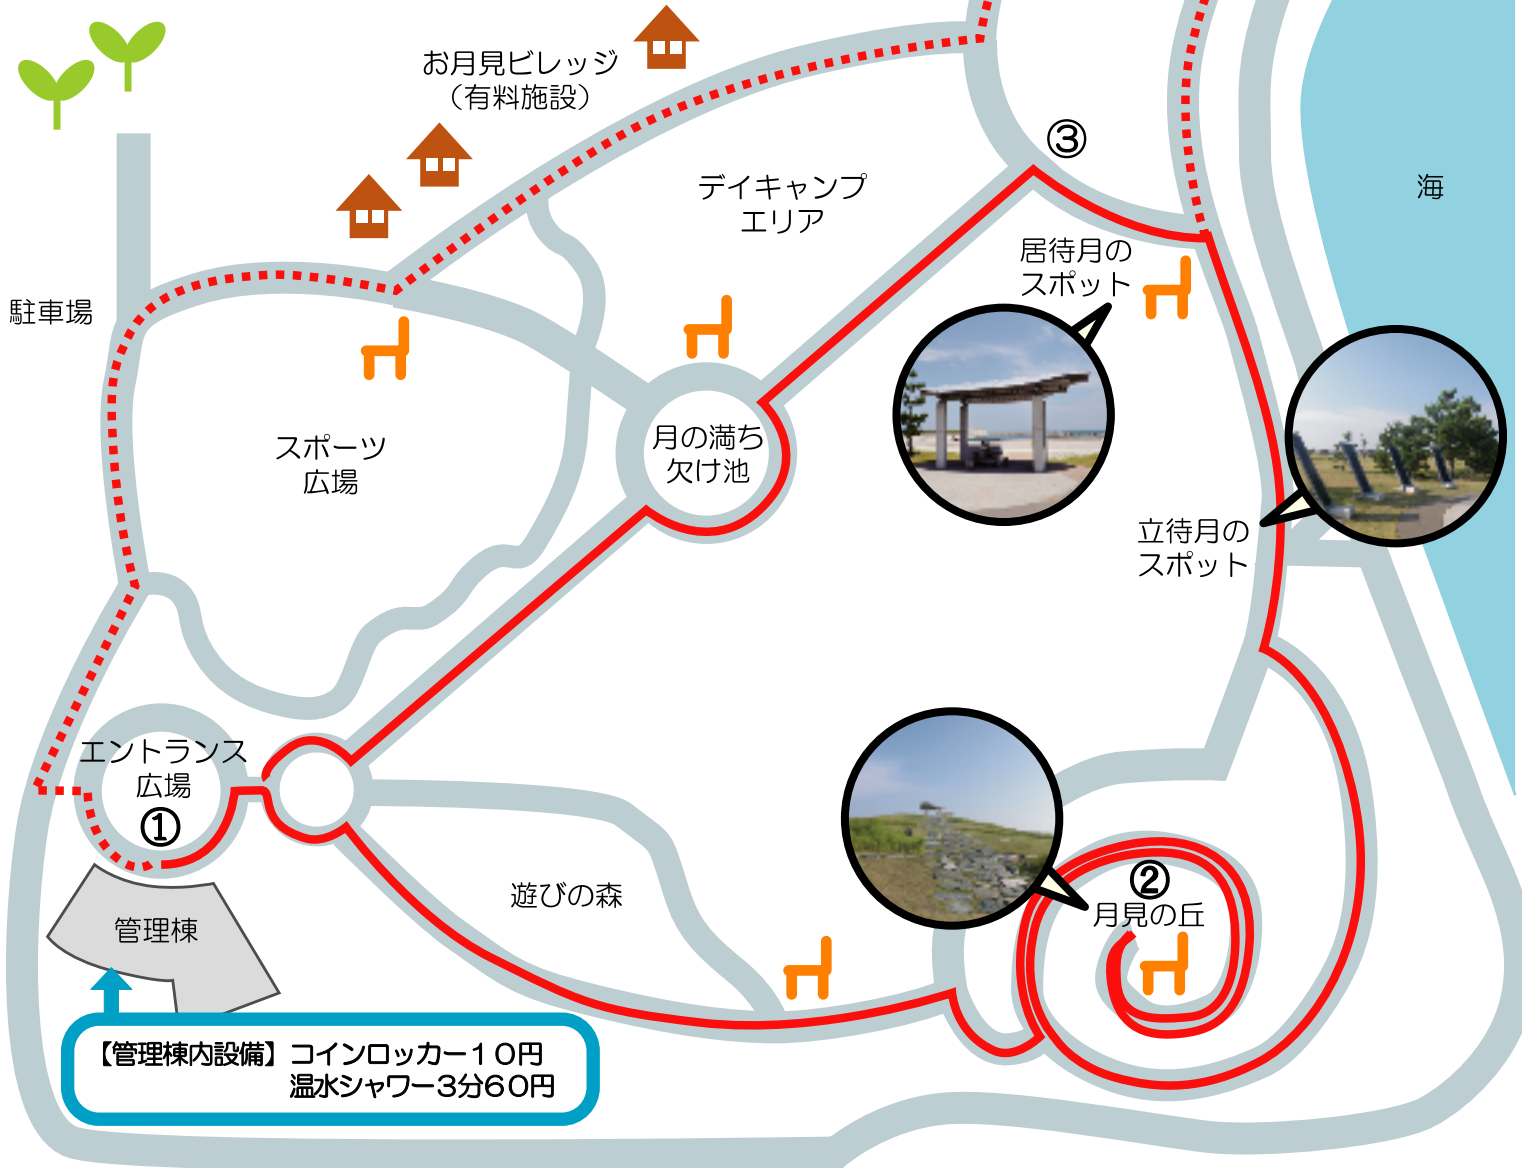 お月見ビレッジ
（有料施設）
③
デイキャンプ
エリア
海
居待月の
スポット
駐車場
スポーツ
広場
月の満ち
欠け池
立待月の
スポット
エントランス
広場
①
②
月見の丘
遊びの森
管理棟
【管理棟内設備】コインロッカー１０円
温水シャワー３分６０円